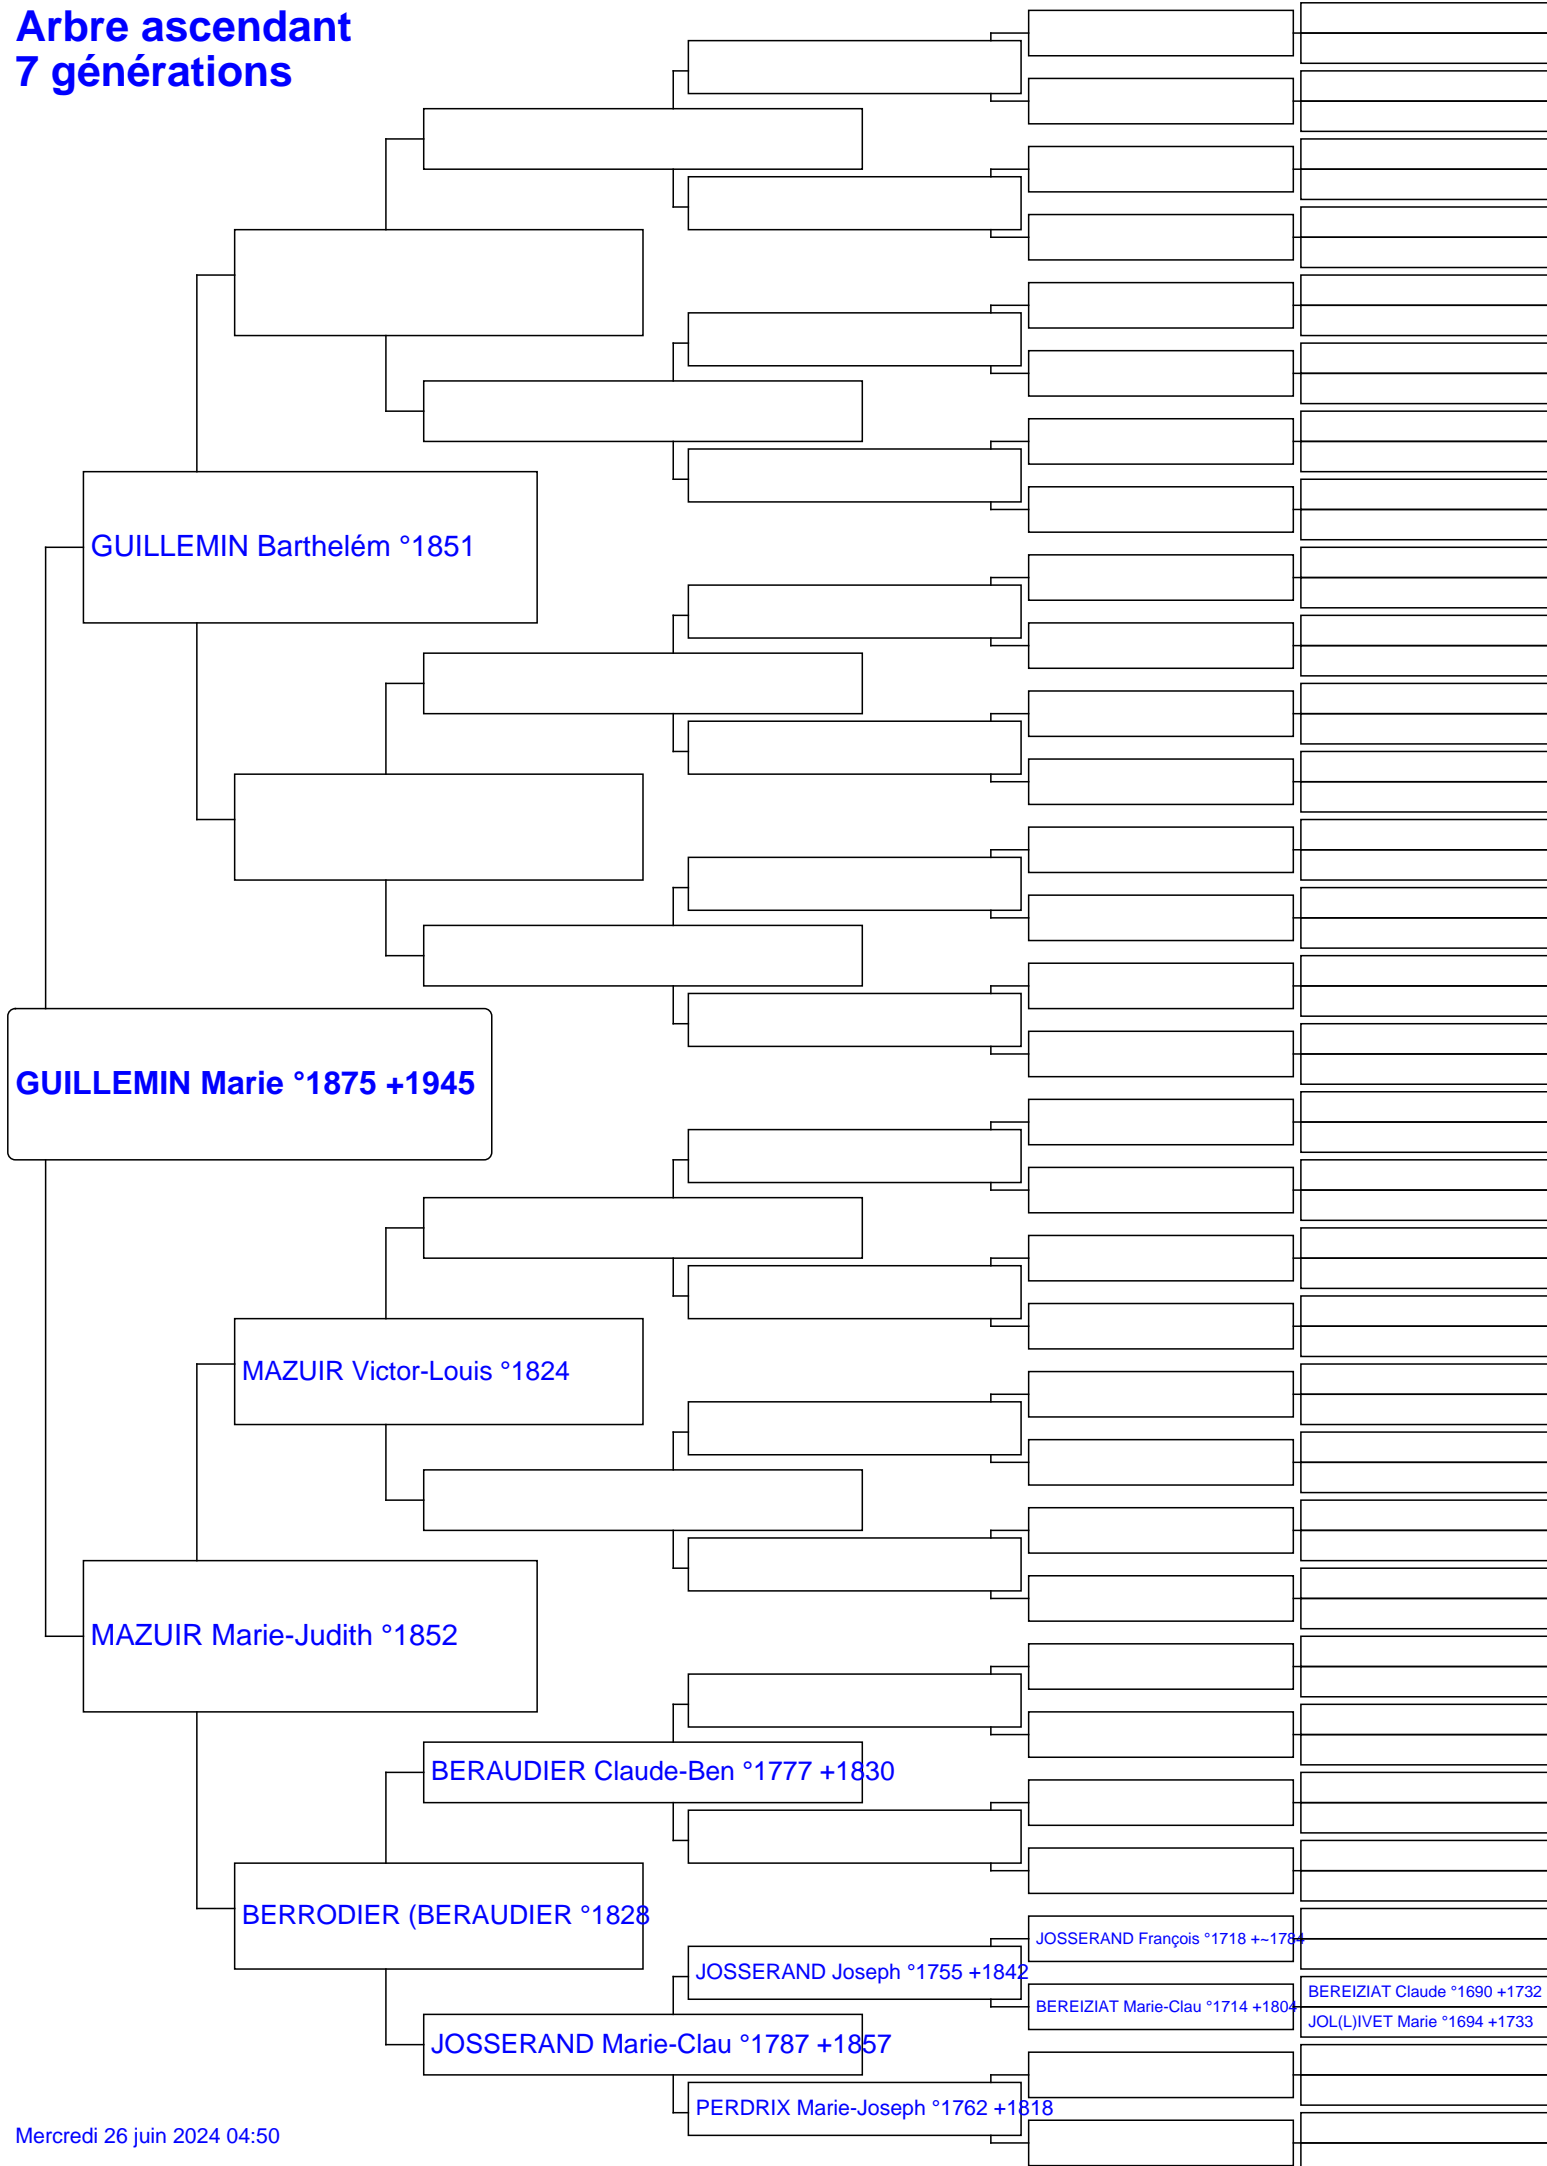 Arbre ascendant
7 générations
GUILLEMIN Barthelém °1851
GUILLEMIN Marie °1875 +1945
MAZUIR Victor-Louis °1824
MAZUIR Marie-Judith °1852
BERAUDIER Claude-Ben °1777 +1830
BERRODIER (BERAUDIER °1828
JOSSERAND François °1718 +~1784
JOSSERAND Joseph °1755 +1842
BEREIZIAT Claude °1690 +1732
BEREIZIAT Marie-Clau °1714 +1804
JOL(L)IVET Marie °1694 +1733
JOSSERAND Marie-Clau °1787 +1857
PERDRIX Marie-Joseph °1762 +1818
Mercredi 26 juin 2024 04:50